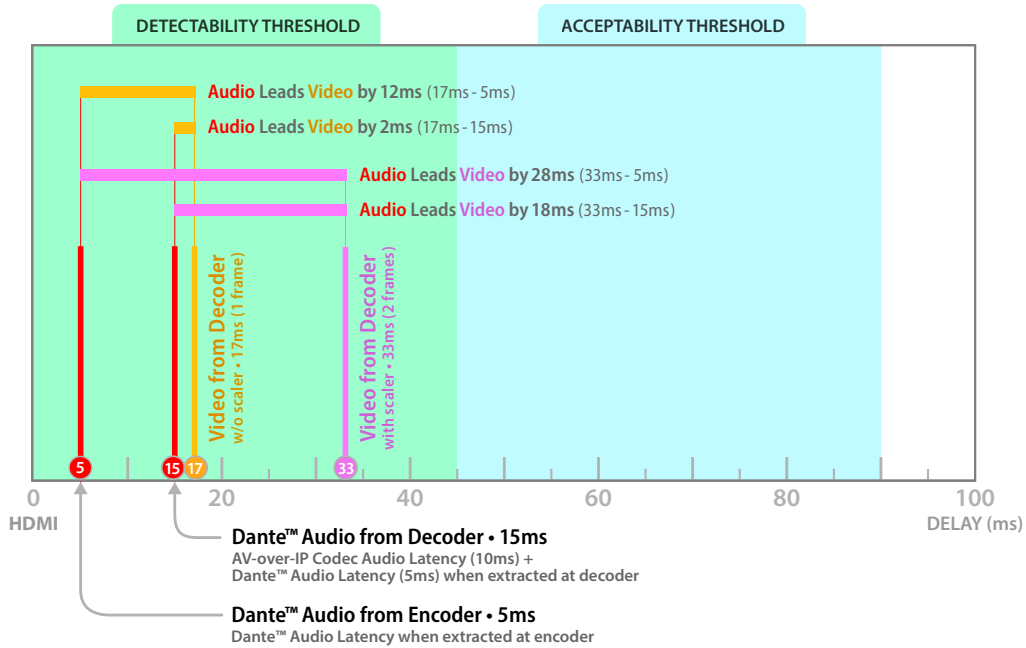 DETECTABILITY THRESHOLD
ACCEPTABILITY THRESHOLD
Audio Leads Video by 12ms (17ms - 5ms)
Audio Leads Video by 2ms (17ms - 15ms)
Audio Leads Video by 28ms (33ms - 5ms)
Audio Leads Video by 18ms (33ms - 15ms)
Video from Decoder
w/o scaler • 17ms (1 frame)
Video from Decoder
with scaler • 33ms (2 frames)
5
15
17
33
0
20
40
60
80
100
HDMI
DELAY (ms)
Dante™ Audio from Decoder • 15ms
AV-over-IP Codec Audio Latency (10ms) +
Dante™ Audio Latency (5ms) when extracted at decoder
Dante™ Audio from Encoder • 5ms
Dante™ Audio Latency when extracted at encoder